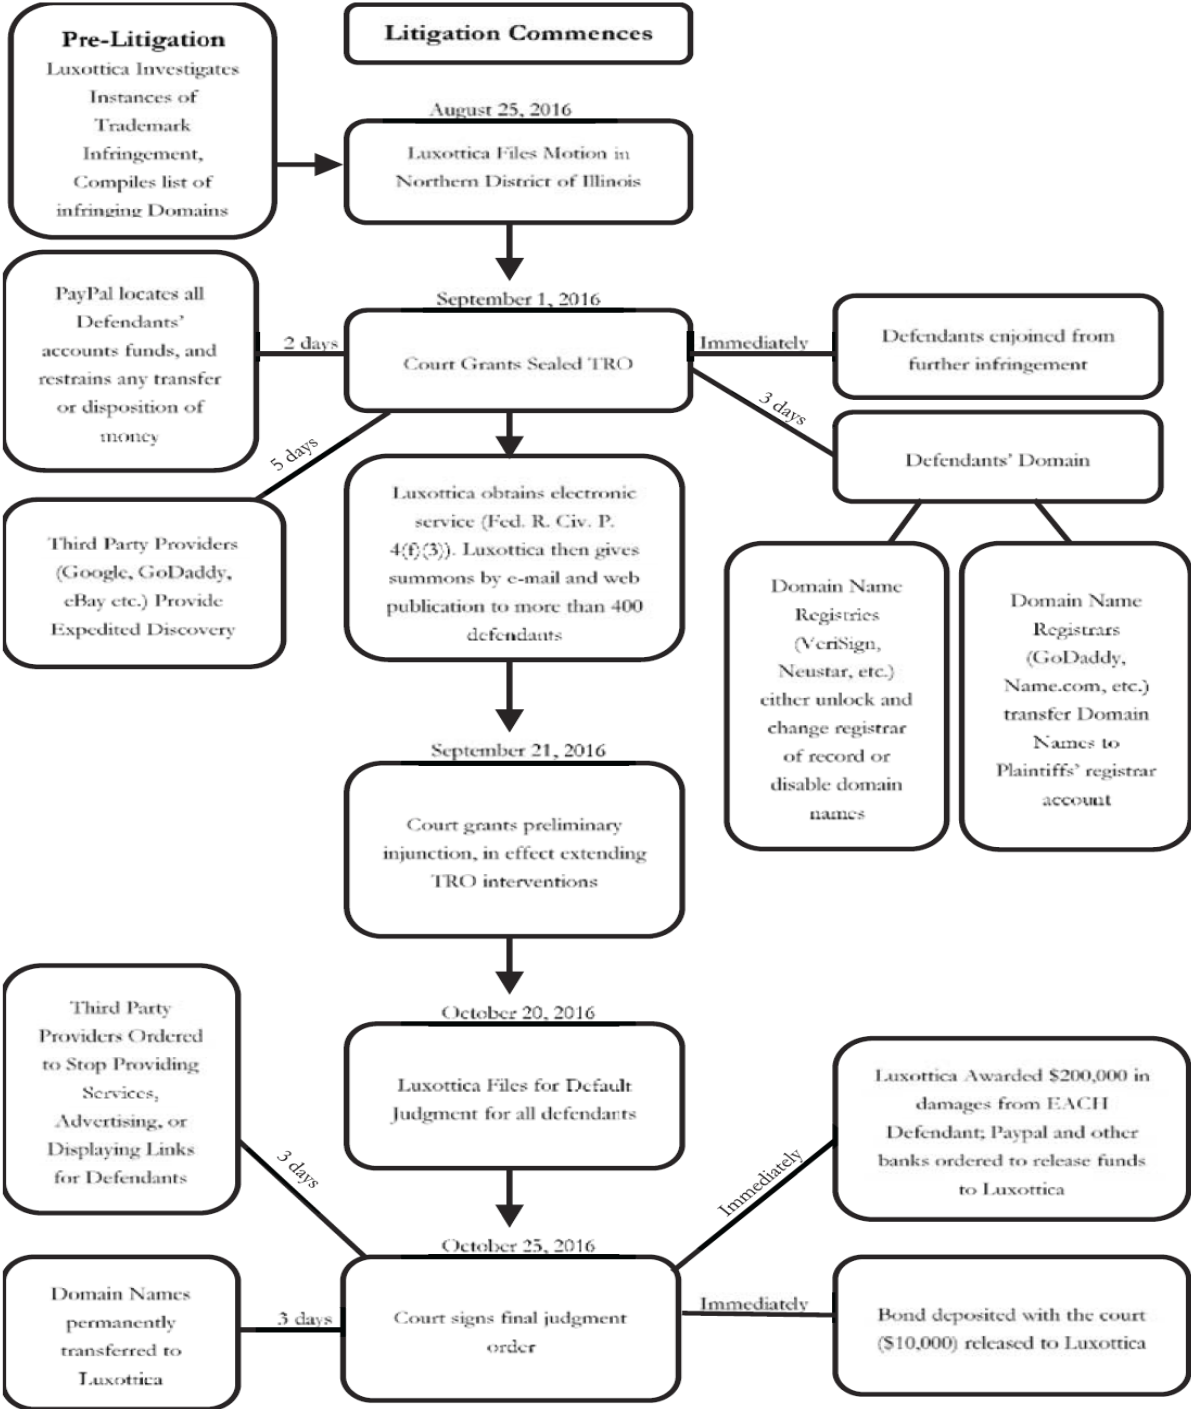 Pre-Litigation
Luxottica Investigates
Instances of
Trademark
Infringement,
Compiles list of
infringing Domains
Litigation Commences
August 25, 2016
Luxottica Files Motion in
Northern District of Illinois
September 1, 2016
Court Grants Sealed TRO
2 days
PayPal locates all
Defendants'
accounts funds, and
restrains any transfer
or disposition of
money
5 days
Third Party Providers
(Google, GoDaddy,
eBay etc.) Provide
Expedited Discovery
Immediately
Defendants enjoined from
further infringement
3 days
Defendants' Domain
Domain Name
Registries
(VeriSign,
Neustar, etc.)
either unlock and
change registrar
of record or
disable domain
names
Domain Name
Registrars
(GoDaddy,
Name.com, etc.)
transfer Domain
Names to
Plaintiffs' registrar
account
Luxottica obtains electronic
service (Fed. R. Civ. P.
4(f)(3)). Luxottica then gives
summons by e-mail and web
publication to more than 400
defendants
September 21, 2016
Court grants preliminary
injunction, in effect extending
TRO interventions
October 20, 2016
Luxottica Files for Default
Judgment for all defendants
October 25, 2016
Court signs final judgment
order
3 days
Third Party
Providers Ordered
to Stop Providing
Services,
Advertising, or
Displaying Links
for Defendants
3 days
Domain Names
permanently
transferred to
Luxottica
Immediately
Luxottica Awarded $200,000 in
damages from EACH
Defendant; Paypal and other
banks ordered to release funds
to Luxottica
Immediately
Bond deposited with the court
($10,000) released to Luxottica